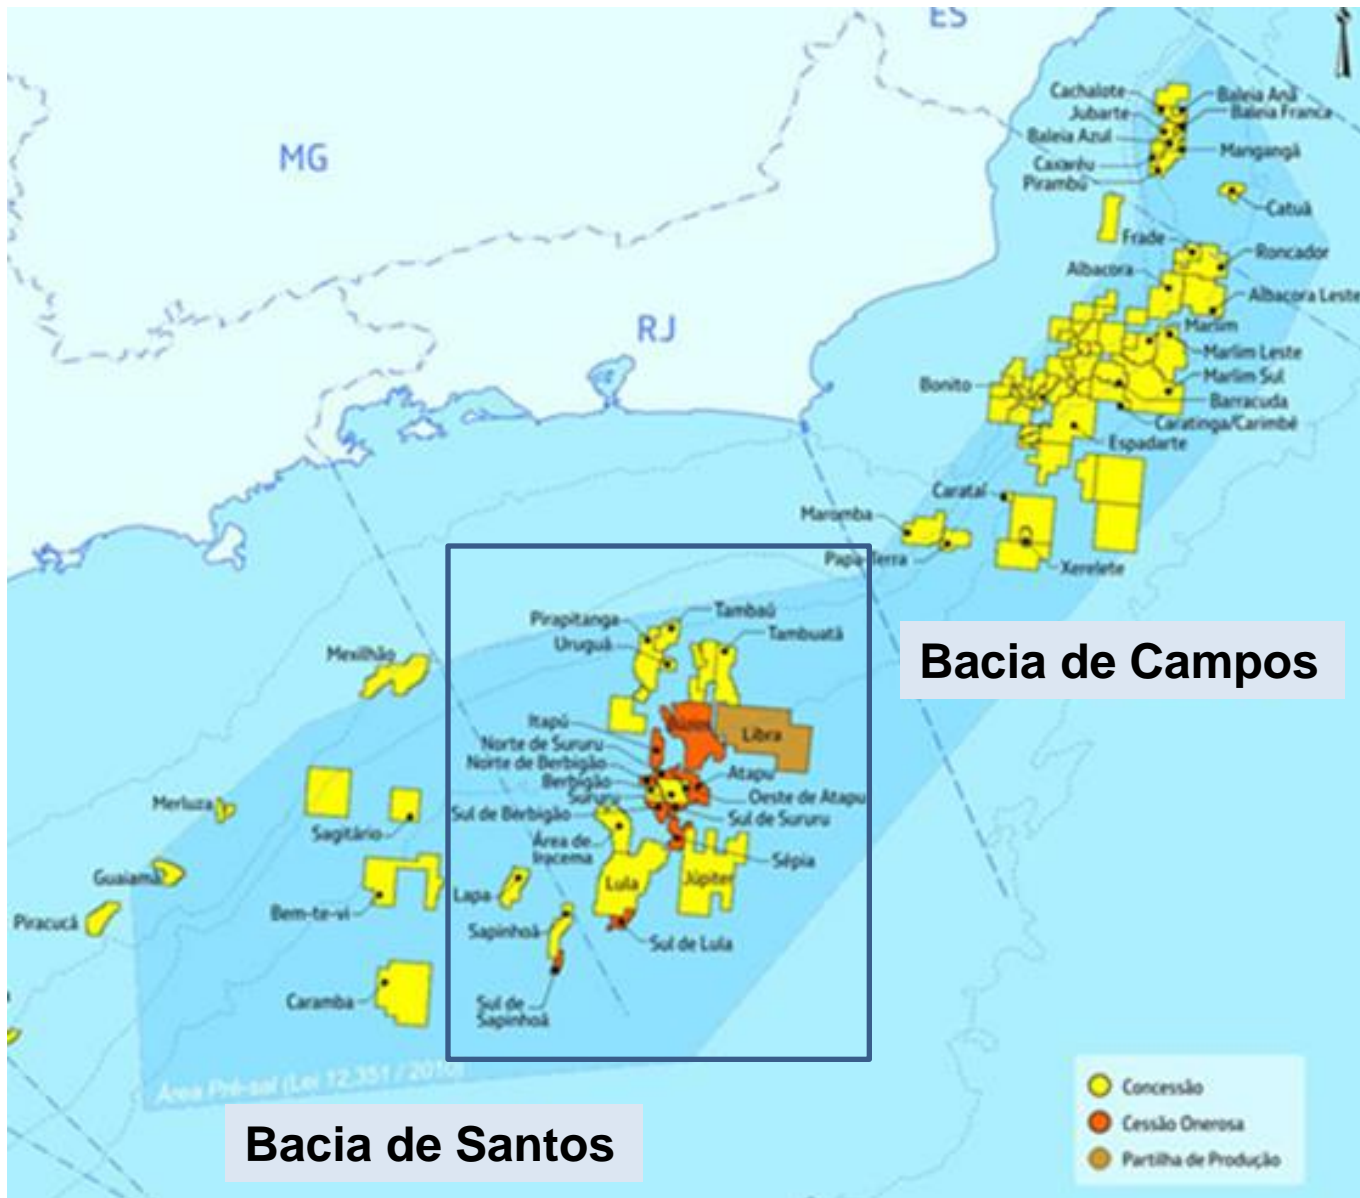 ES
MG
RJ
Cachalote
Baleia Anã
Jubarte
Baleia Franca
Baleia Azul
Mangangá
Caxaréu
Pirambú
Catuá
Frade
Roncador
Albacora
Albacora Leste
Marlim
Marlim Leste
Bonito
Marlim Sul
Barracuda
Caratinga/Carimbé
Espadarte
Carataí
Maromba
Papa-Terra
Xerelete
Bacia de Campos
Pirapitanga
Tambaú
Uruguá
Tambuatá
Mexilhão
Itapú
Búzios
Libra
Norte de Sururu
Norte de Berbigão
Atapu
Berbigão
Sururu
Oeste de Atapu
Sul de Berbigão
Sul de Sururu
Merluza
Sagitário
Área de
Iracema
Sépia
Guaiamá
Lula
Júpiter
Lapa
Bem-te-vi
Piracucá
Sapinhoá
Sul de Lula
Caramba
Sul de
Sapinhoá
Área Pré-sal (Lei 12.351 / 2010)
Bacia de Santos
Concessão
Cessão Onerosa
Partilha de Produção